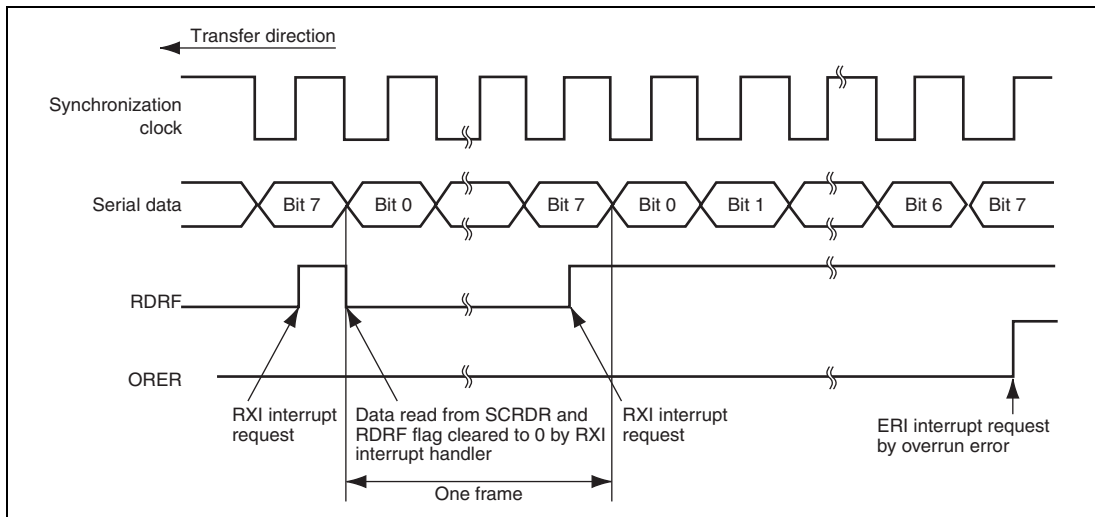 Transfer direction
Synchronization
clock
Serial data
Bit 7
Bit 0
Bit 7
Bit 0
Bit 1
Bit 6
Bit 7
RDRF
ORER
RXI interrupt
request
Data read from SCRDR and
RDRF flag cleared to 0 by RXI
interrupt handler
RXI interrupt
request
ERI interrupt request
by overrun error
One frame